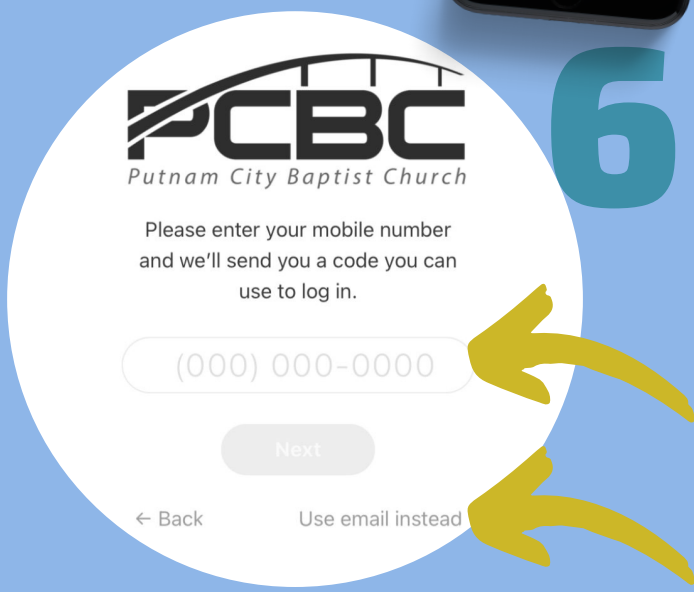 6
PCBC
Putnam City Baptist Church
Please enter your mobile number
and we’ll send you a code you can
use to log in.
(000) 000-0000
Next
← Back
Use email instead